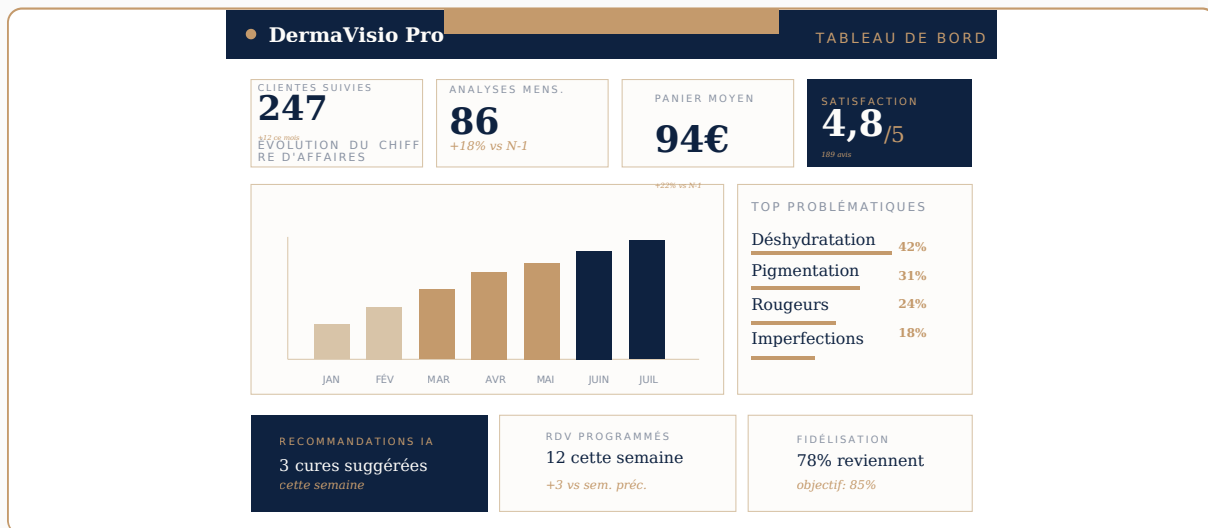 DermaVisio Pro
TABLEAU DE BORD
CLIENTES SUIVIES
247
+12 ce mois
ÉVOLUTION DU CHIFF
RE D'AFFAIRES
ANALYSES MENS.
86
+18% vs N-1
PANIER MOYEN
94€
+22% vs N-1
SATISFACTION
4,8/5
189 avis
JAN FÉV MAR AVR MAI JUIN JUIL
TOP PROBLÉMATIQUES
Déshydratation 42%
Pigmentation 31%
Rougeurs 24%
Imperfections 18%
RECOMMANDATIONS IA
3 cures suggérées
cette semaine
RDV PROGRAMMÉS
12 cette semaine
+3 vs sem. préc.
FIDÉLISATION
78% reviennent
objectif: 85%